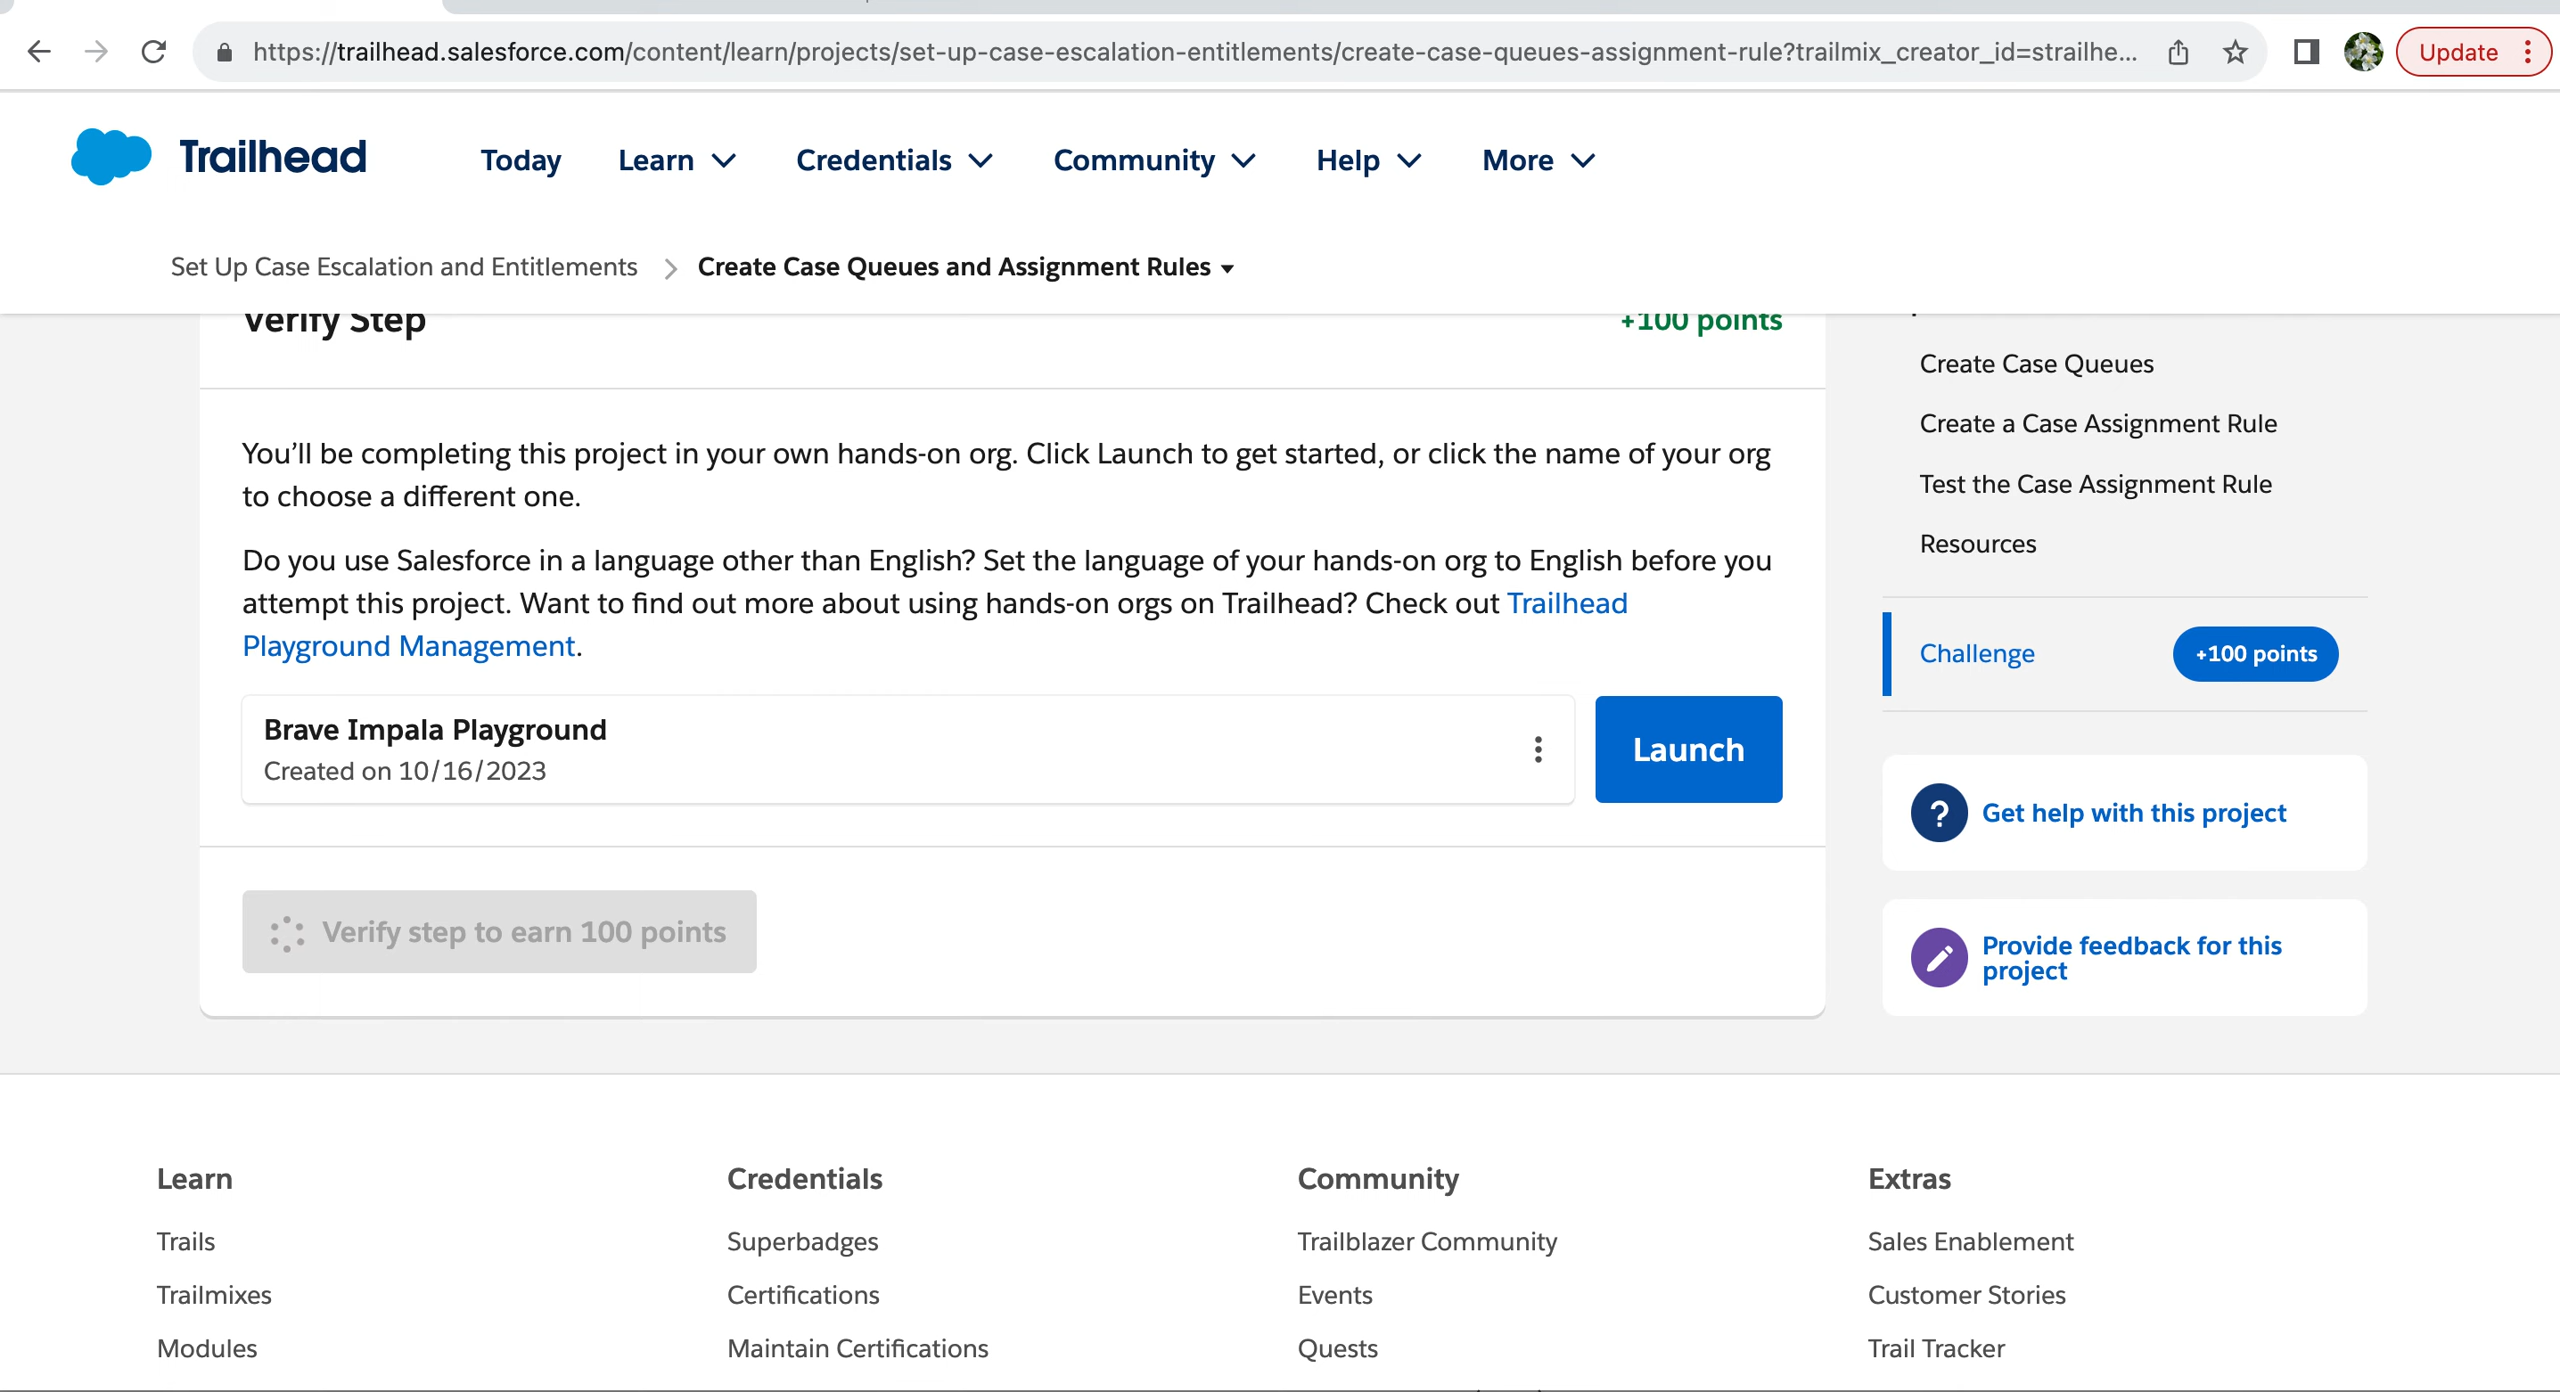 https://trailhead.salesforce.com/content/learn/projects/set-up-case-escalation-entitlements/create-case-queues-assignment-rule?trailmix_creator_id=strailhe...
Update
Trailhead
Today
Learn
Credentials
Community
Help
More
Set Up Case Escalation and Entitlements
Create Case Queues and Assignment Rules
Verify Step
+100 points
You’ll be completing this project in your own hands-on org. Click Launch to get started, or click the name of your org
to choose a different one.
Do you use Salesforce in a language other than English? Set the language of your hands-on org to English before you
attempt this project. Want to find out more about using hands-on orgs on Trailhead? Check out Trailhead
Playground Management.
Brave Impala Playground
Created on 10/16/2023
Launch
Verify step to earn 100 points
Create Case Queues
Create a Case Assignment Rule
Test the Case Assignment Rule
Resources
Challenge
+100 points
? Get help with this project
Provide feedback for this
project
Learn
Trails
Trailmixes
Modules
Credentials
Superbadges
Certifications
Maintain Certifications
Community
Trailblazer Community
Events
Quests
Extras
Sales Enablement
Customer Stories
Trail Tracker